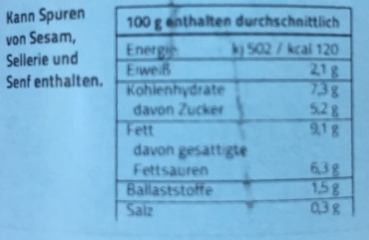 Kann Spuren
von Sesam,
Sellerie und
Senf enthalten.
100 g enthalten durchschnittlich
Energie kj 502 / kcal 120
Eiweiß 2,1 g
Kohlenhydrate 7,3 g
davon Zucker 5,2 g
Fett 9,1 g
davon gesättigte
Fettsäuren 6,3 g
Ballaststoffe 1,5 g
Salz 0,3 g